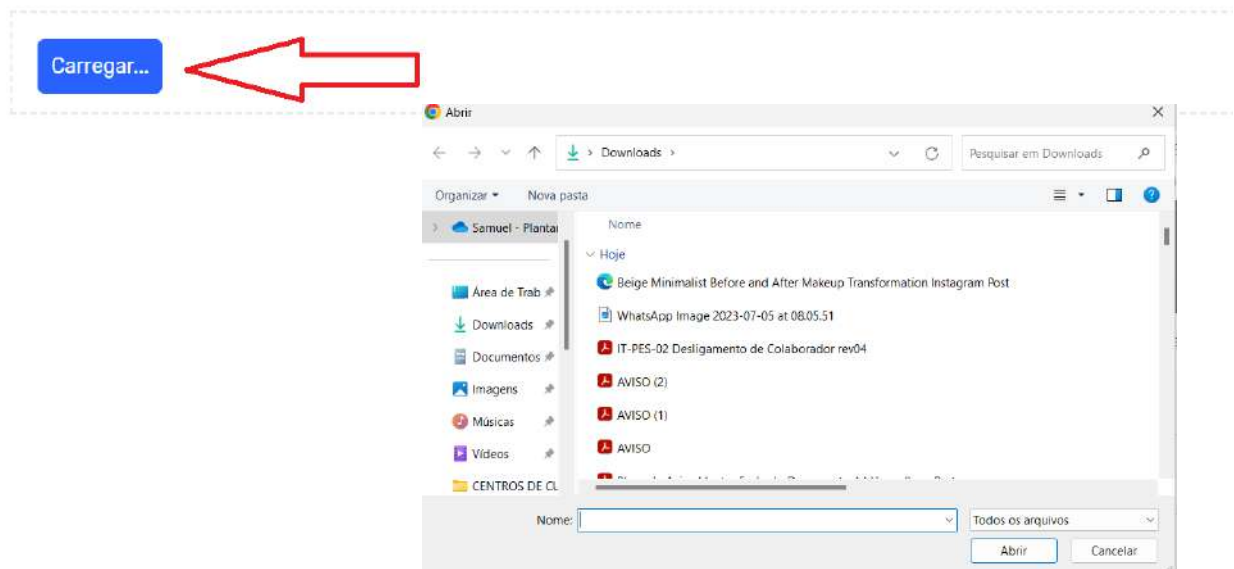 Carregar...
Abrir
Downloads
Pesquisar em Downloads
Organizar
Nova pasta
Samuel - Planta
Nome
Hoje
Beige Minimalist Before and After Makeup Transformation Instagram Post
Área de Trab
WhatsApp Image 2023-07-05 at 08.05.51
Downloads
IT-PES-02 Desligamento de Colaborador rev04
Documentos
AVISO (2)
Imagens
AVISO (1)
Músicas
AVISO
Vídeos
CENTROS DE CL
Nome:
Todos os arquivos
Abrir
Cancelar